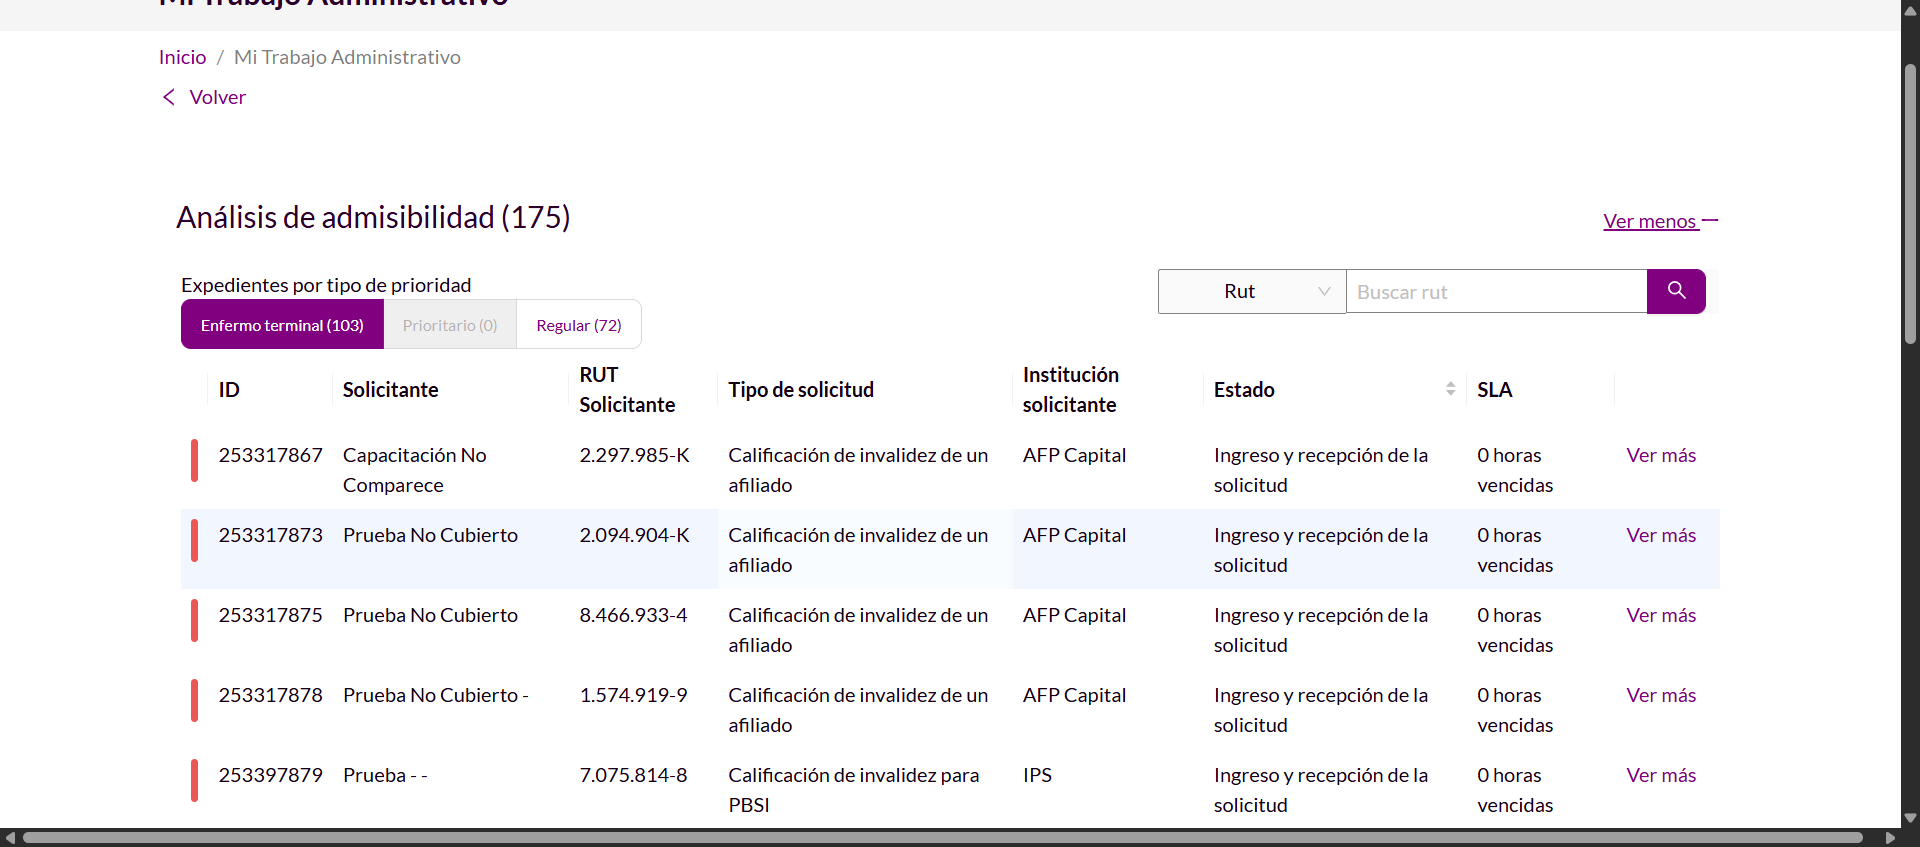 Mi Trabajo Administrativo
Inicio / Mi Trabajo Administrativo
Volver
Análisis de admisibilidad (175)
Ver menos
Expedientes por tipo de prioridad
Enfermo terminal (103) Prioritario (0) Regular (72)
Rut Buscar rut
ID Solicitante RUT Solicitante Tipo de solicitud Institución solicitante Estado SLA
253317867 Capacitación No Comparece 2.297.985-K Calificación de invalidez de un afiliado AFP Capital Ingreso y recepción de la solicitud 0 horas vencidas Ver más
253317873 Prueba No Cubierto 2.094.904-K Calificación de invalidez de un afiliado AFP Capital Ingreso y recepción de la solicitud 0 horas vencidas Ver más
253317875 Prueba No Cubierto 8.466.933-4 Calificación de invalidez de un afiliado AFP Capital Ingreso y recepción de la solicitud 0 horas vencidas Ver más
253317878 Prueba No Cubierto - 1.574.919-9 Calificación de invalidez de un afiliado AFP Capital Ingreso y recepción de la solicitud 0 horas vencidas Ver más
253397879 Prueba - - 7.075.814-8 Calificación de invalidez para PBSI IPS Ingreso y recepción de la solicitud 0 horas vencidas Ver más